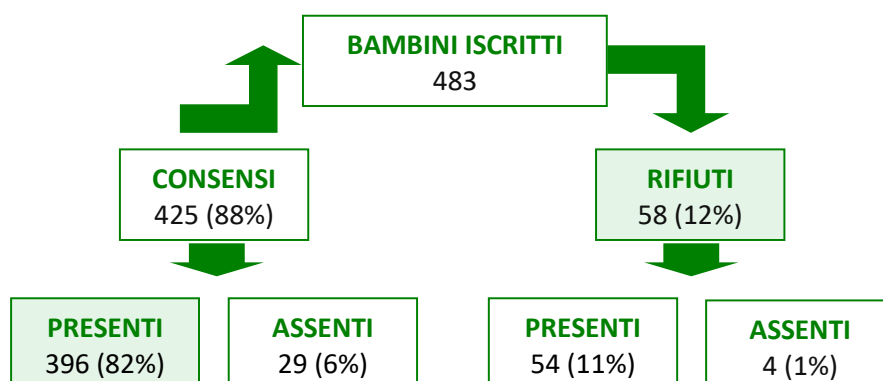 BAMBINI ISCRITTI
483
CONSENSI
425 (88%)
RIFIUTI
58 (12%)
PRESENTI
396 (82%)
ASSENTI
29 (6%)
PRESENTI
54 (11%)
ASSENTI
4 (1%)